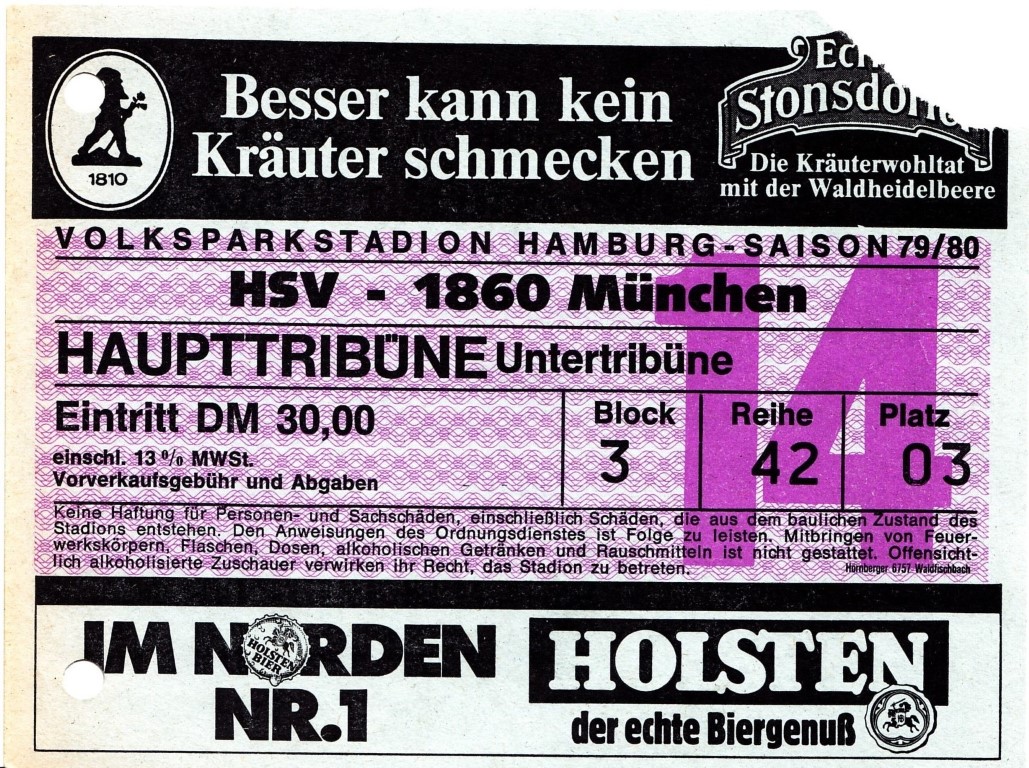 1810
Besser kann kein
Kräuter schmecken
Die Kräuterwohltat
mit der Waldheidelbeere
VOLKSPARKSTADION HAMBURG-SAISON 79/80
HSV - 1860 München
14
HAUPTTRIBÜNE Untertribüne
Eintritt DM 30,00
einschl. 13 % MWSt.
Vorverkaufsgebühr und Abgaben
Block
3
Reihe
42
Platz
03
Keine Haftung für Personen- und Sachschäden, einschließlich Schäden, die aus dem baulichen Zustand des
Stadions entstehen. Den Anweisungen des Ordnungsdienstes ist Folge zu leisten. Mitbringen von Feuer-
werkskörpern, Flaschen, Dosen, alkoholischen Getränken und Rauschmitteln ist nicht gestattet. Offensicht-
lich alkoholisierte Zuschauer verwirken ihr Recht, das Stadion zu betreten.
Hörnberger 6757 Waldfischbach
IM NORDEN
NR.1
HOLSTEN
BIER
HOLSTEN
der echte Biergenuß